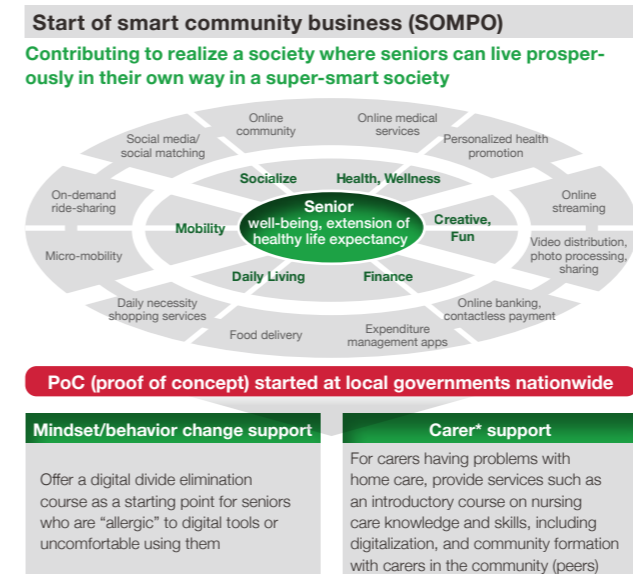 Start of smart community business (SOMPO)
Contributing to realize a society where seniors can live prosper-
ously in their own way in a super-smart society
Online
community
Online medical
services
Social media/
social matching
Personalized health
promotion
Socialize
Health, Wellness
On-demand
ride-sharing
Online
streaming
Mobility
Senior
well-being, extension of
healthy life expectancy
Creative,
Fun
Micro-mobility
Video distribution,
photo processing,
sharing
Daily Living
Finance
Daily necessity
shopping services
Online banking,
contactless payment
Food delivery
Expenditure
management apps
PoC (proof of concept) started at local governments nationwide
Mindset/behavior change support
Offer a digital divide elimination
course as a starting point for seniors
who are “allergic” to digital tools or
uncomfortable using them
Carer* support
For carers having problems with
home care, provide services such as
an introductory course on nursing
care knowledge and skills, including
digitalization, and community formation
with carers in the community (peers)